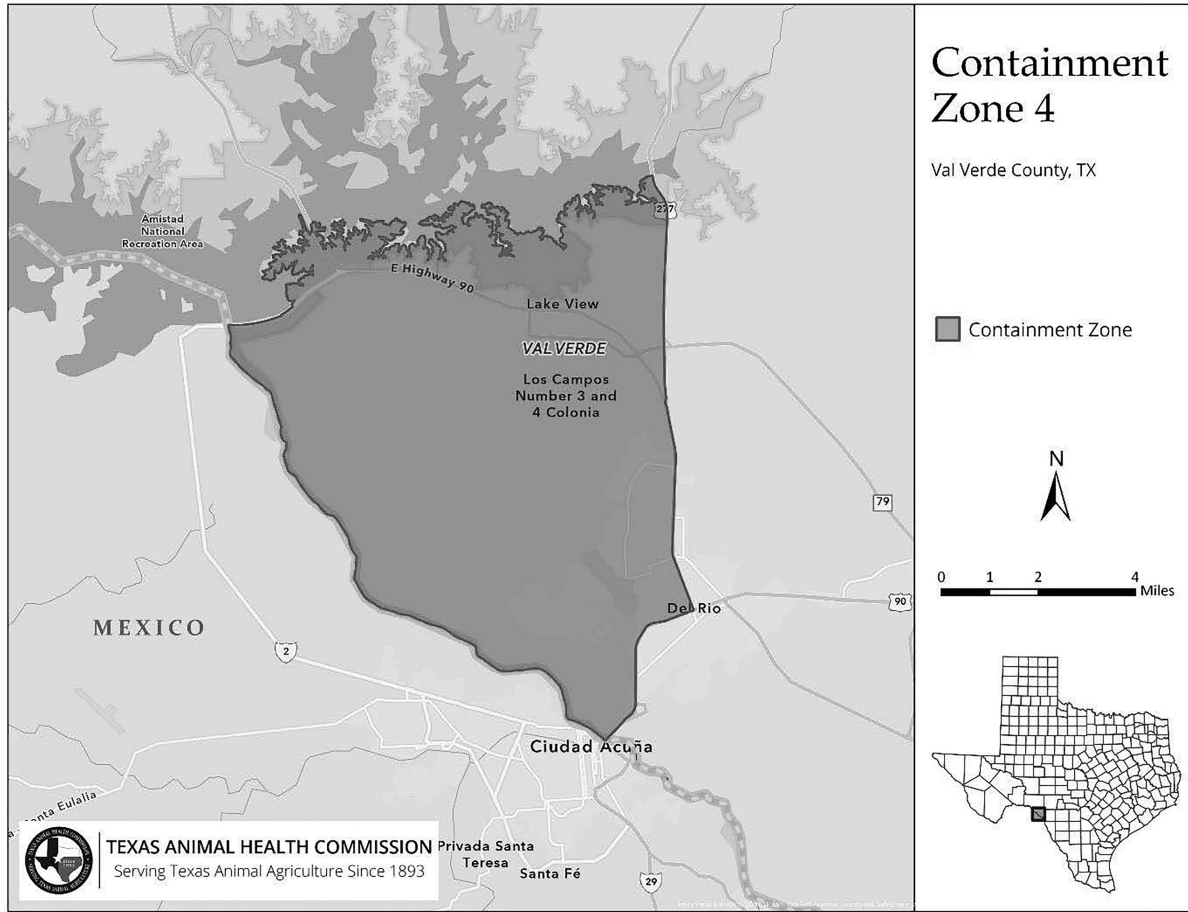 Containment
Zone 4
Val Verde County, TX
Containment Zone
N
0 1 2 4
Miles
277
Amistad
National
Recreation Area
E Highway 90
Lake View
VAL VERDE
Los Campos
Number 3 and
4 Colonia
79
90
Del Rio
MEXICO
2
Ciudad Acuña
Santa Eulalia
Privada Santa
Teresa
Santa Fé
29
TEXAS ANIMAL HEALTH COMMISSION
Serving Texas Animal Agriculture Since 1893